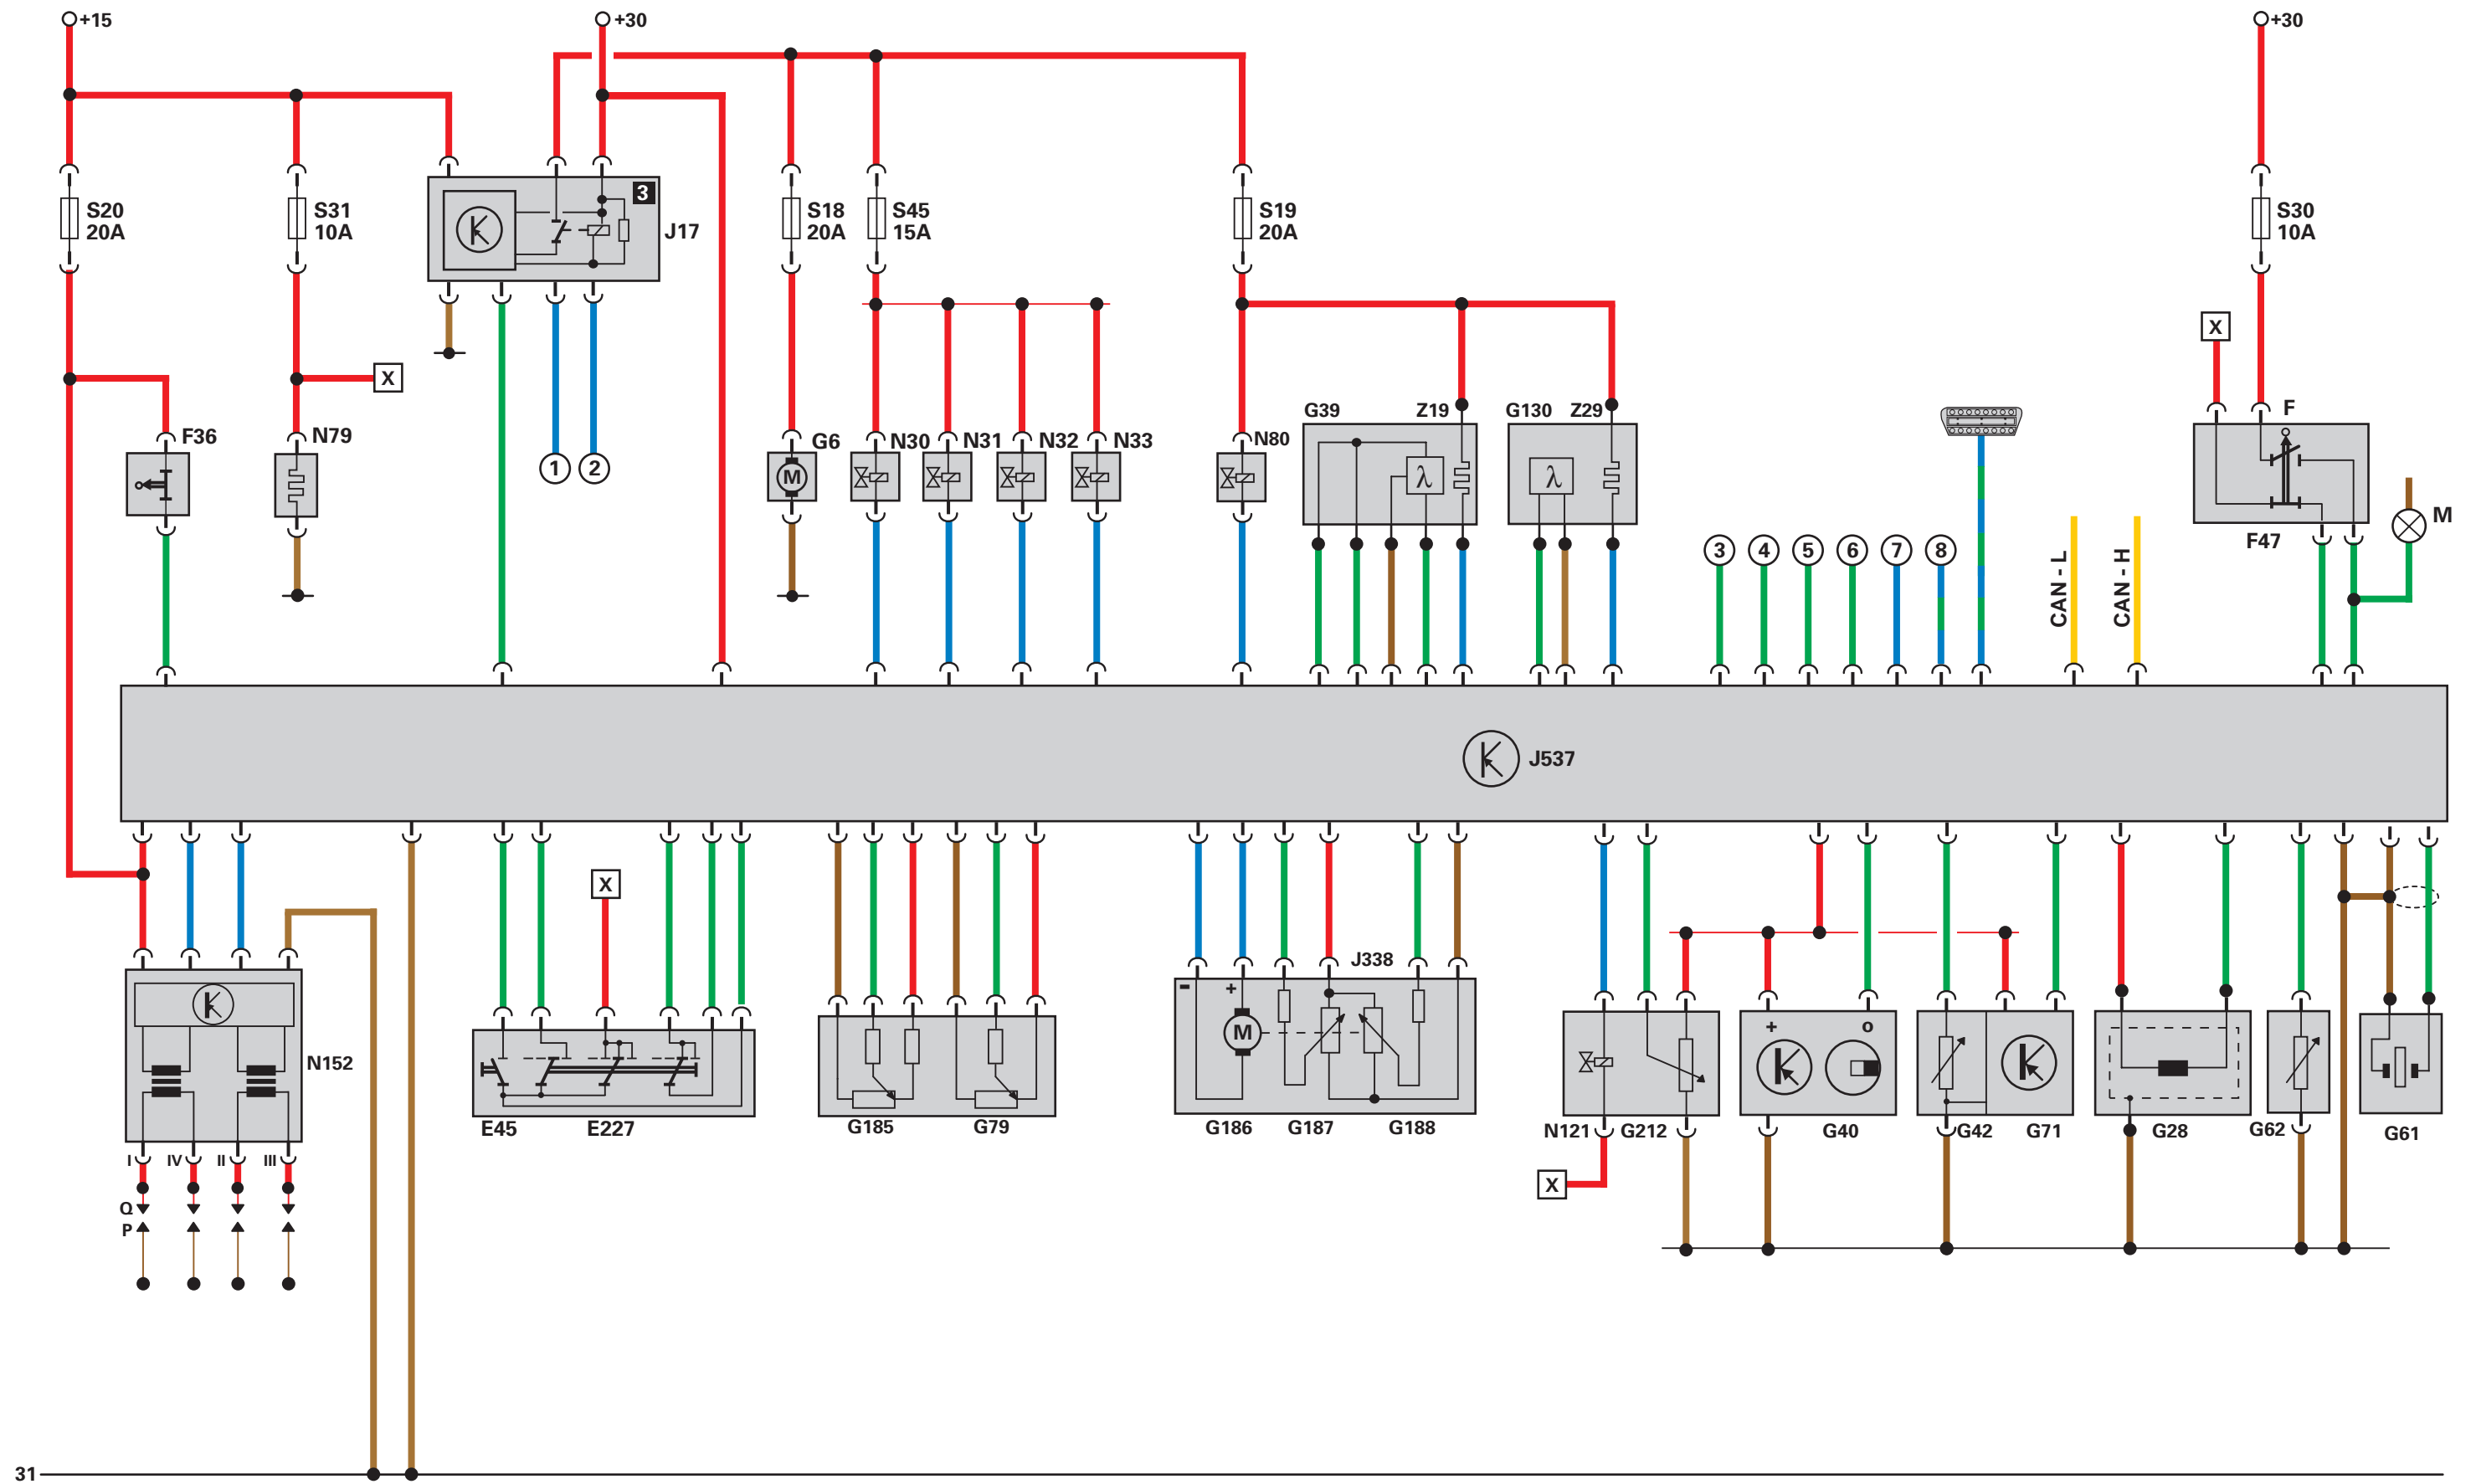 +15
+30
+30
S20
20A
S31
10A
3
J17
S18
20A
S45
15A
S19
20A
S30
10A
X
X
F36
N79
1
2
G6
M
N30
N31
N32
N33
N80
G39
Z19
λ
G130
Z29
λ
F
F47
M
3
4
5
6
7
8
CAN - L
CAN - H
J537
X
J338
-
+
M
+
o
N152
I
IV
II
III
Q
P
E45
E227
G185
G79
G186
G187
G188
N121
G212
G40
G42
G71
G28
G62
G61
X
31